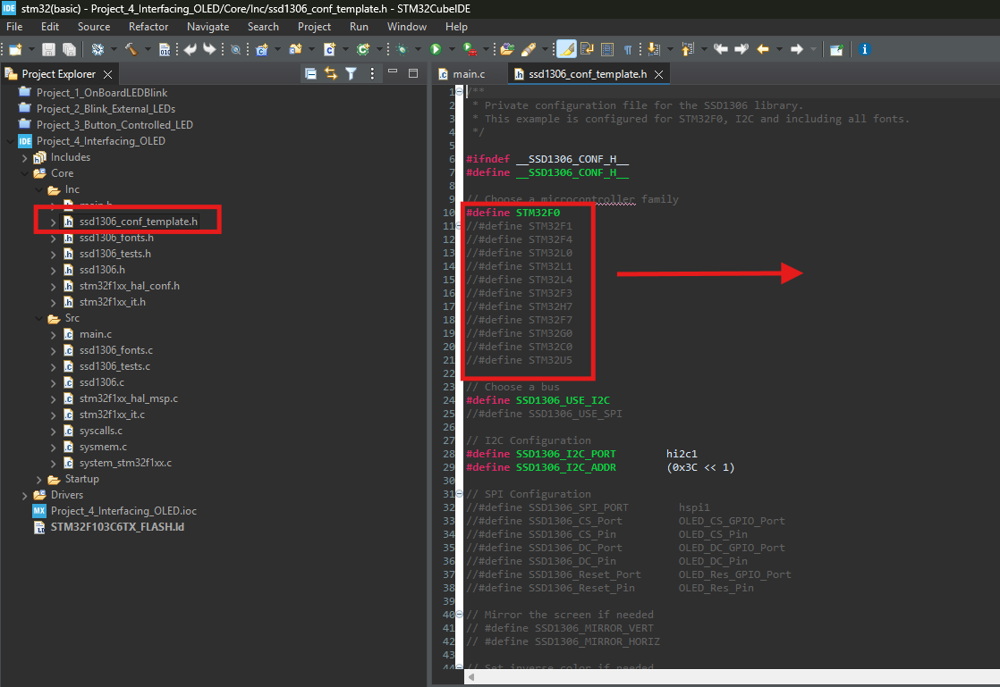 IDE stm32(basic) - Project_4_Interfacing_OLED/Core/Inc/ssd1306_conf_template.h - STM32CubeIDE
File Edit Source Refactor Navigate Search Project Run Window Help
Project Explorer
main.c
ssd1306_conf_template.h
Project_1_OnBoardLEDBlink
Project_2_Blink_External_LEDs
Project_3_Button_Controlled_LED
IDE Project_4_Interfacing_OLED
Includes
Core
Inc
main.h
ssd1306_conf_template.h
ssd1306_fonts.h
ssd1306_tests.h
ssd1306.h
stm32f1xx_hal_conf.h
stm32f1xx_it.h
Src
main.c
ssd1306_fonts.c
ssd1306_tests.c
ssd1306.c
stm32f1xx_hal_msp.c
stm32f1xx_it.c
syscalls.c
sysmem.c
system_stm32f1xx.c
Startup
Drivers
MX Project_4_Interfacing_OLED.ioc
STM32F103C6TX_FLASH.ld
1 /**
2 * Private configuration file for the SSD1306 library.
3 * This example is configured for STM32F0, I2C and including all fonts.
4 */
5
6 #ifndef __SSD1306_CONF_H__
7 #define __SSD1306_CONF_H__
8
9 // Choose a microcontroller family
10 #define STM32F0
11 //#define STM32F1
12 //#define STM32F4
13 //#define STM32L0
14 //#define STM32L1
15 //#define STM32L4
16 //#define STM32F3
17 //#define STM32H7
18 //#define STM32F7
19 //#define STM32G0
20 //#define STM32C0
21 //#define STM32U5
22
23 // Choose a bus
24 #define SSD1306_USE_I2C
25 //#define SSD1306_USE_SPI
26
27 // I2C Configuration
28 #define SSD1306_I2C_PORT hi2c1
29 #define SSD1306_I2C_ADDR (0x3C << 1)
30
31 // SPI Configuration
32 //#define SSD1306_SPI_PORT hspi1
33 //#define SSD1306_CS_Port OLED_CS_GPIO_Port
34 //#define SSD1306_CS_Pin OLED_CS_Pin
35 //#define SSD1306_DC_Port OLED_DC_GPIO_Port
36 //#define SSD1306_DC_Pin OLED_DC_Pin
37 //#define SSD1306_Reset_Port OLED_Res_GPIO_Port
38 //#define SSD1306_Reset_Pin OLED_Res_Pin
39
40 // Mirror the screen if needed
41 // #define SSD1306_MIRROR_VERT
42 // #define SSD1306_MIRROR_HORIZ
43
44 // Set inverse color if needed